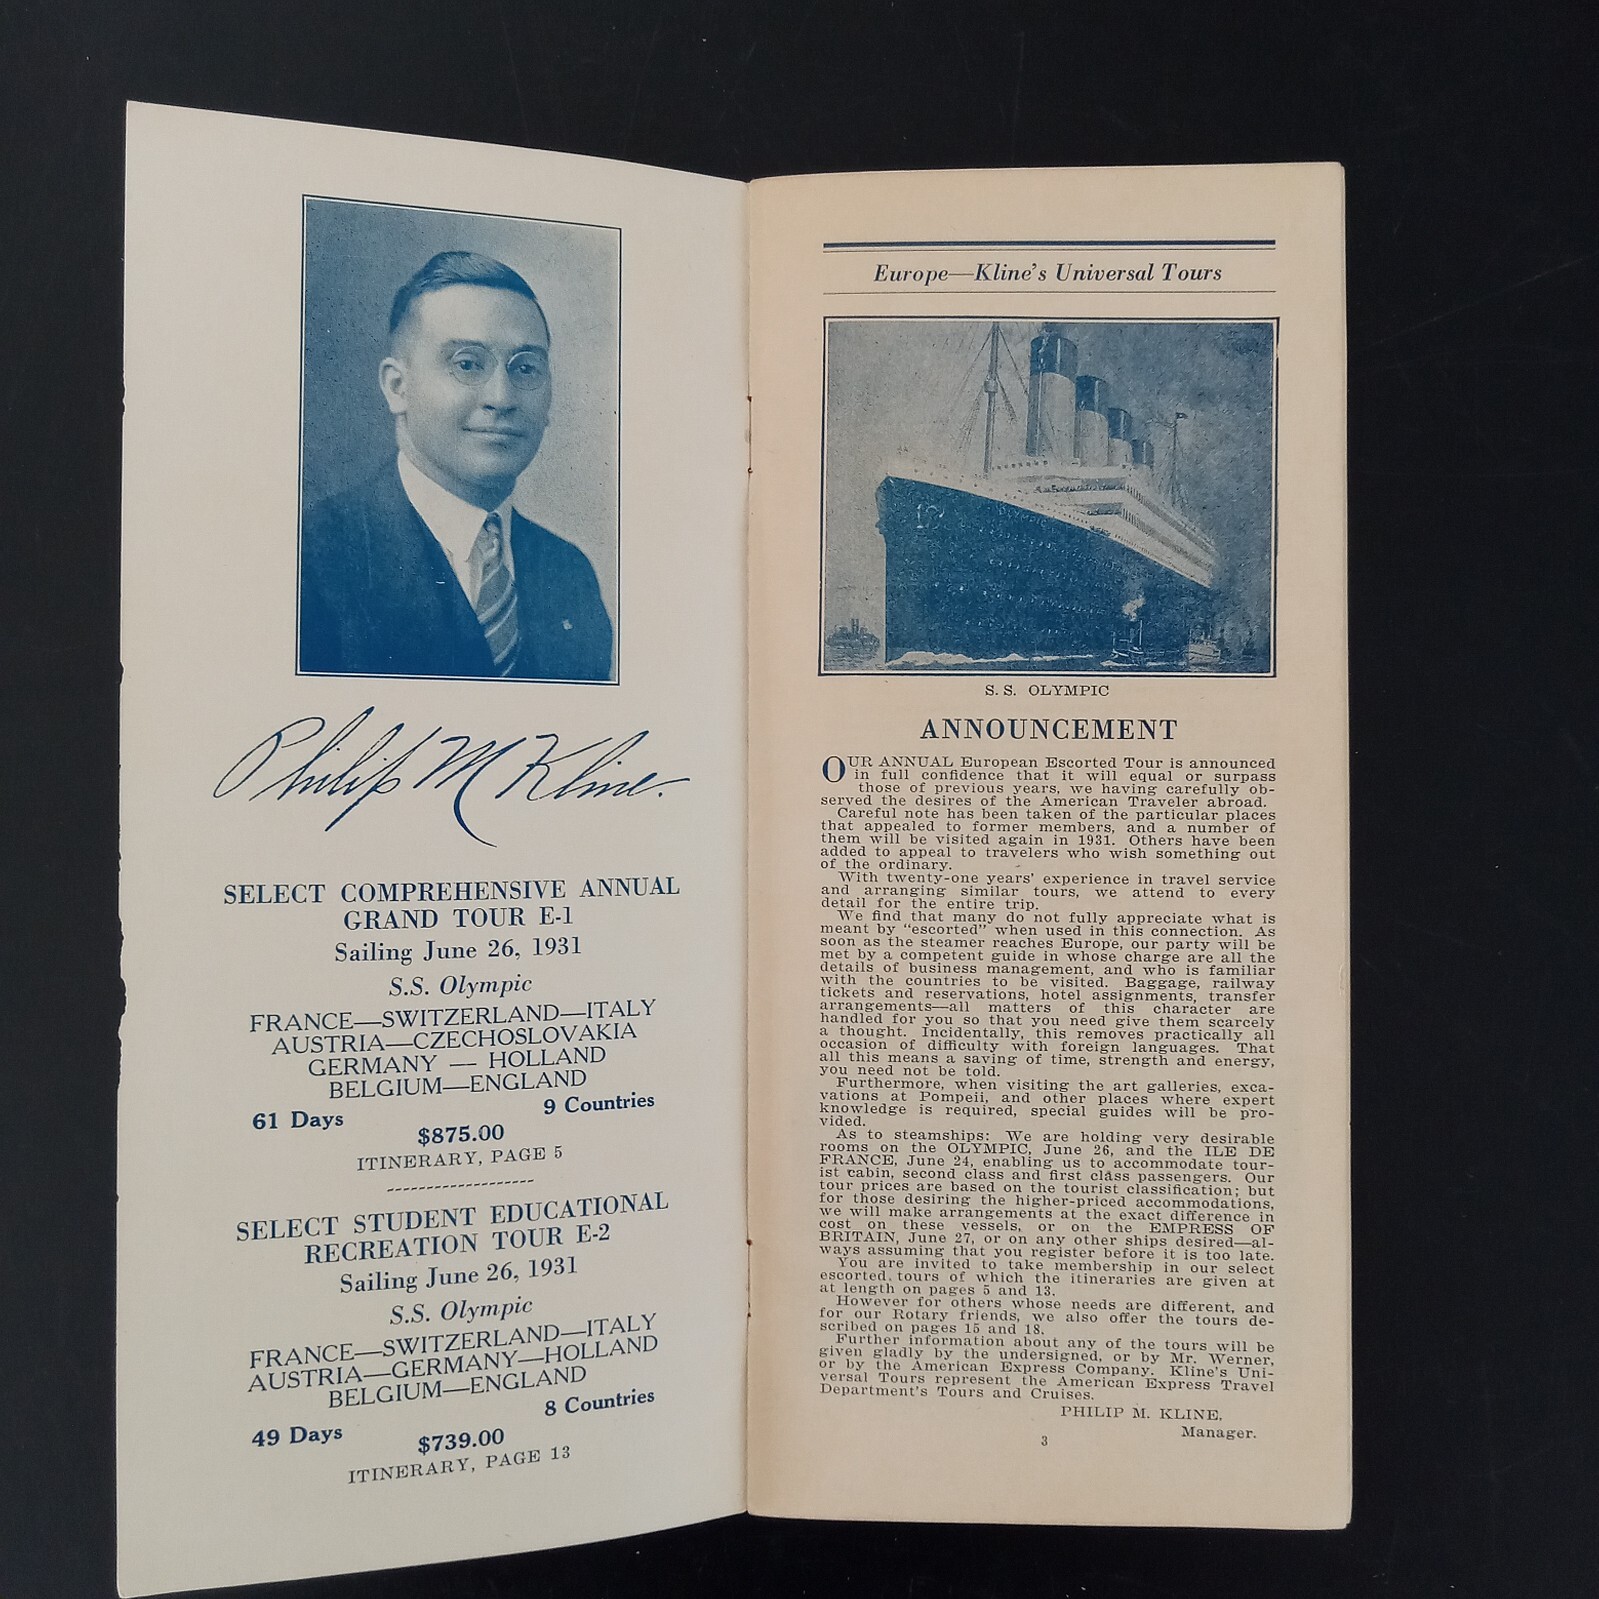 Philip M Kline.
SELECT COMPREHENSIVE ANNUAL
GRAND TOUR E-1
Sailing June 26, 1931
S.S. Olympic
FRANCE—SWITZERLAND—ITALY
AUSTRIA—CZECHOSLOVAKIA
GERMANY — HOLLAND
BELGIUM—ENGLAND
61 Days 9 Countries
$875.00
ITINERARY, PAGE 5
SELECT STUDENT EDUCATIONAL
RECREATION TOUR E-2
Sailing June 26, 1931
S.S. Olympic
FRANCE—SWITZERLAND—ITALY
AUSTRIA—GERMANY—HOLLAND
BELGIUM—ENGLAND
49 Days 8 Countries
$739.00
ITINERARY, PAGE 13
Europe—Kline's Universal Tours
OLYMPIC
S. S. OLYMPIC
ANNOUNCEMENT
OUR ANNUAL European Escorted Tour is announced
in full confidence that it will equal or surpass
those of previous years, we having carefully ob-
served the desires of the American Traveler abroad.
Careful note has been taken of the particular places
that appealed to former members, and a number of
them will be visited again in 1931. Others have been
added to appeal to travelers who wish something out
of the ordinary.
With twenty-one years' experience in travel service
and arranging similar tours, we attend to every
detail for the entire trip.
We find that many do not fully appreciate what is
meant by "escorted" when used in this connection. As
soon as the steamer reaches Europe, our party will be
met by a competent guide in whose charge are all the
details of business management, and who is familiar
with the countries to be visited. Baggage, railway
tickets and reservations, hotel assignments, transfer
arrangements—all matters of this character are
handled for you so that you need give them scarcely
a thought. Incidentally, this removes practically all
occasion of difficulty with foreign languages. That
all this means a saving of time, strength and energy,
you need not be told.
Furthermore, when visiting the art galleries, exca-
vations at Pompeii, and other places where expert
knowledge is required, special guides will be pro-
vided.
As to steamships: We are holding very desirable
rooms on the OLYMPIC, June 26, and the ILE DE
FRANCE, June 24, enabling us to accommodate tour-
ist cabin, second class and first class passengers. Our
tour prices are based on the tourist classification; but
for those desiring the higher-priced accommodations,
we will make arrangements at the exact difference in
cost on these vessels, or on the EMPRESS OF
BRITAIN, June 27, or on any other ships desired—al-
ways assuming that you register before it is too late.
You are invited to take membership in our select
escorted tours of which the itineraries are given at
at length on pages 5 and 13.
However for others whose needs are different, and
for our Rotary friends, we also offer the tours de-
scribed on pages 15 and 18.
Further information about any of the tours will be
given gladly by the undersigned, or by Mr. Werner,
or by the American Express Company. Kline's Uni-
versal Tours represent the American Express Travel
Department's Tours and Cruises.
PHILIP M. KLINE,
Manager.
3